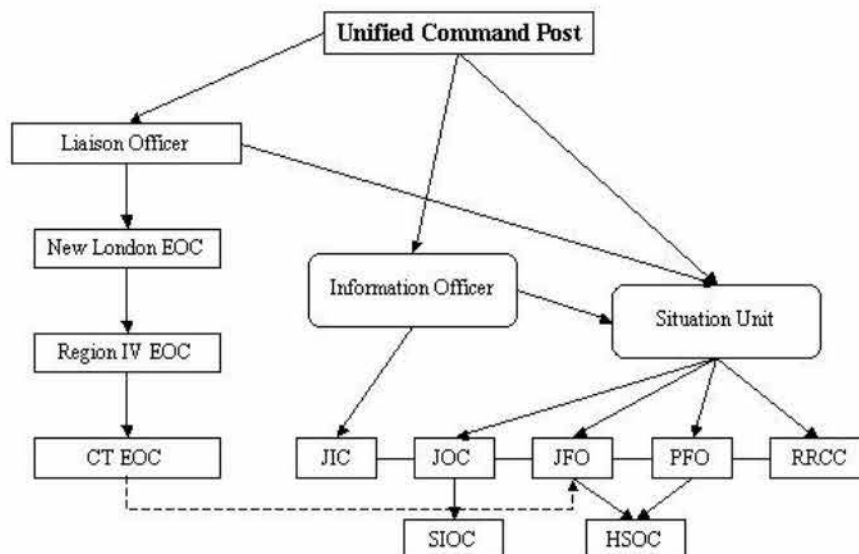 Unified Command Post
Liaison Officer
New London EOC
Information Officer
Situation Unit
Region IV EOC
CT EOC
JIC
JOC
JFO
PFO
RRCC
SIOC
HSOC